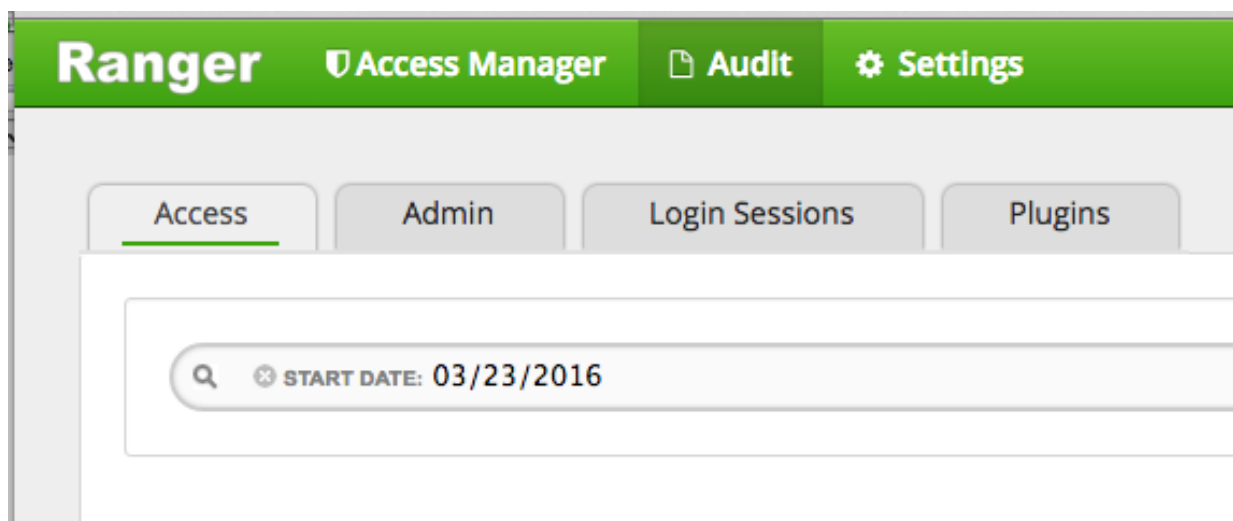 Ranger Access Manager Audit Settings
Access Admin Login Sessions Plugins
START DATE: 03/23/2016